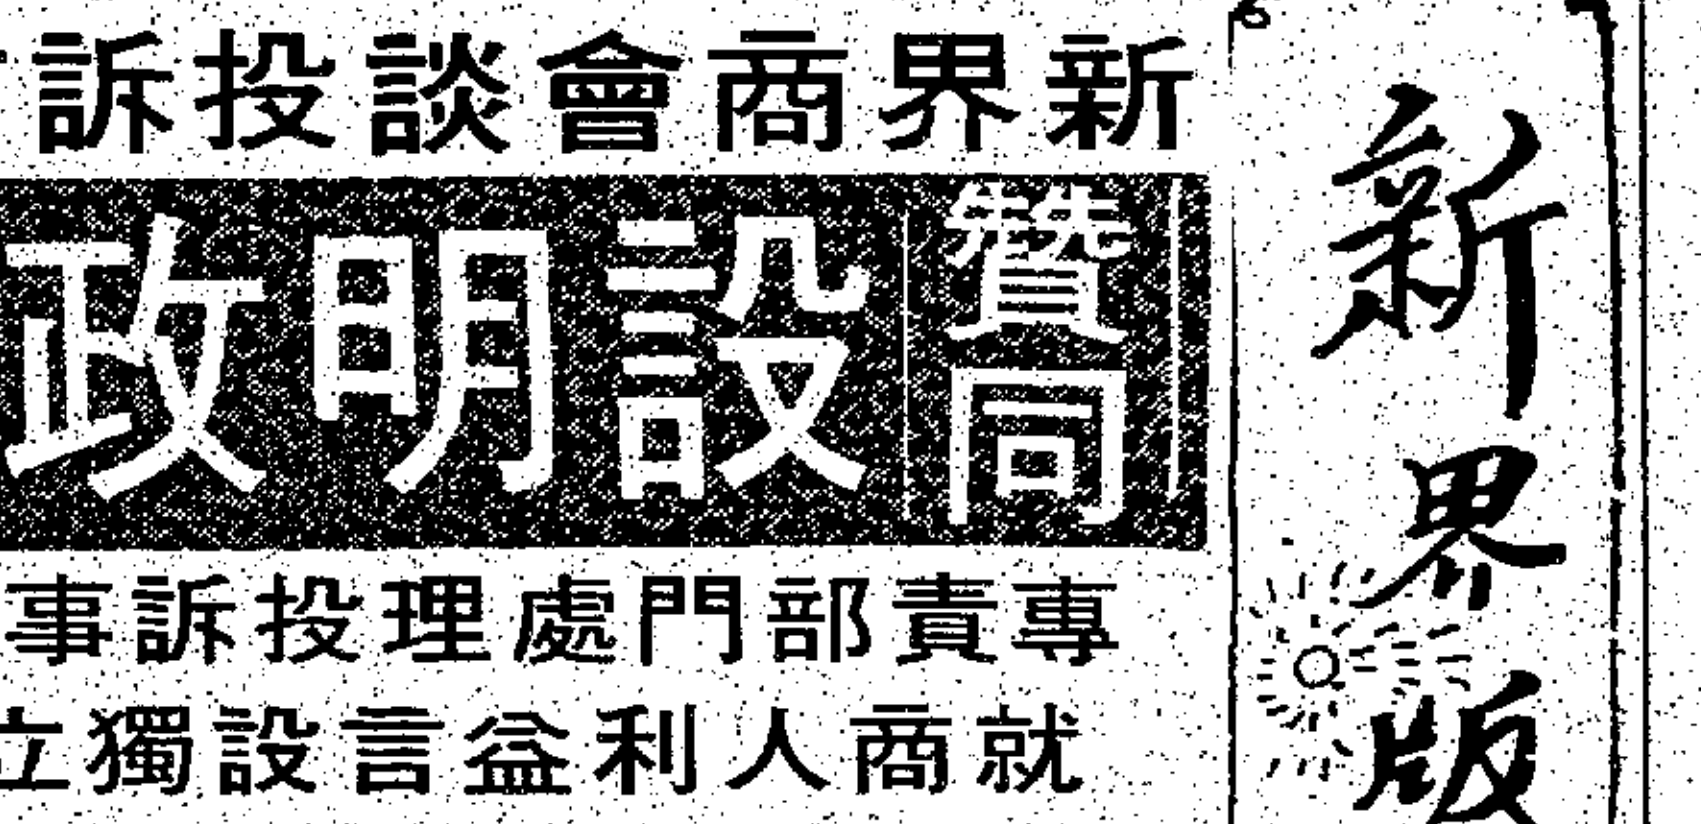 新界版
新界商會談投訴
贊同設明政
專責部門處理投訴事
就商人利益言設獨立